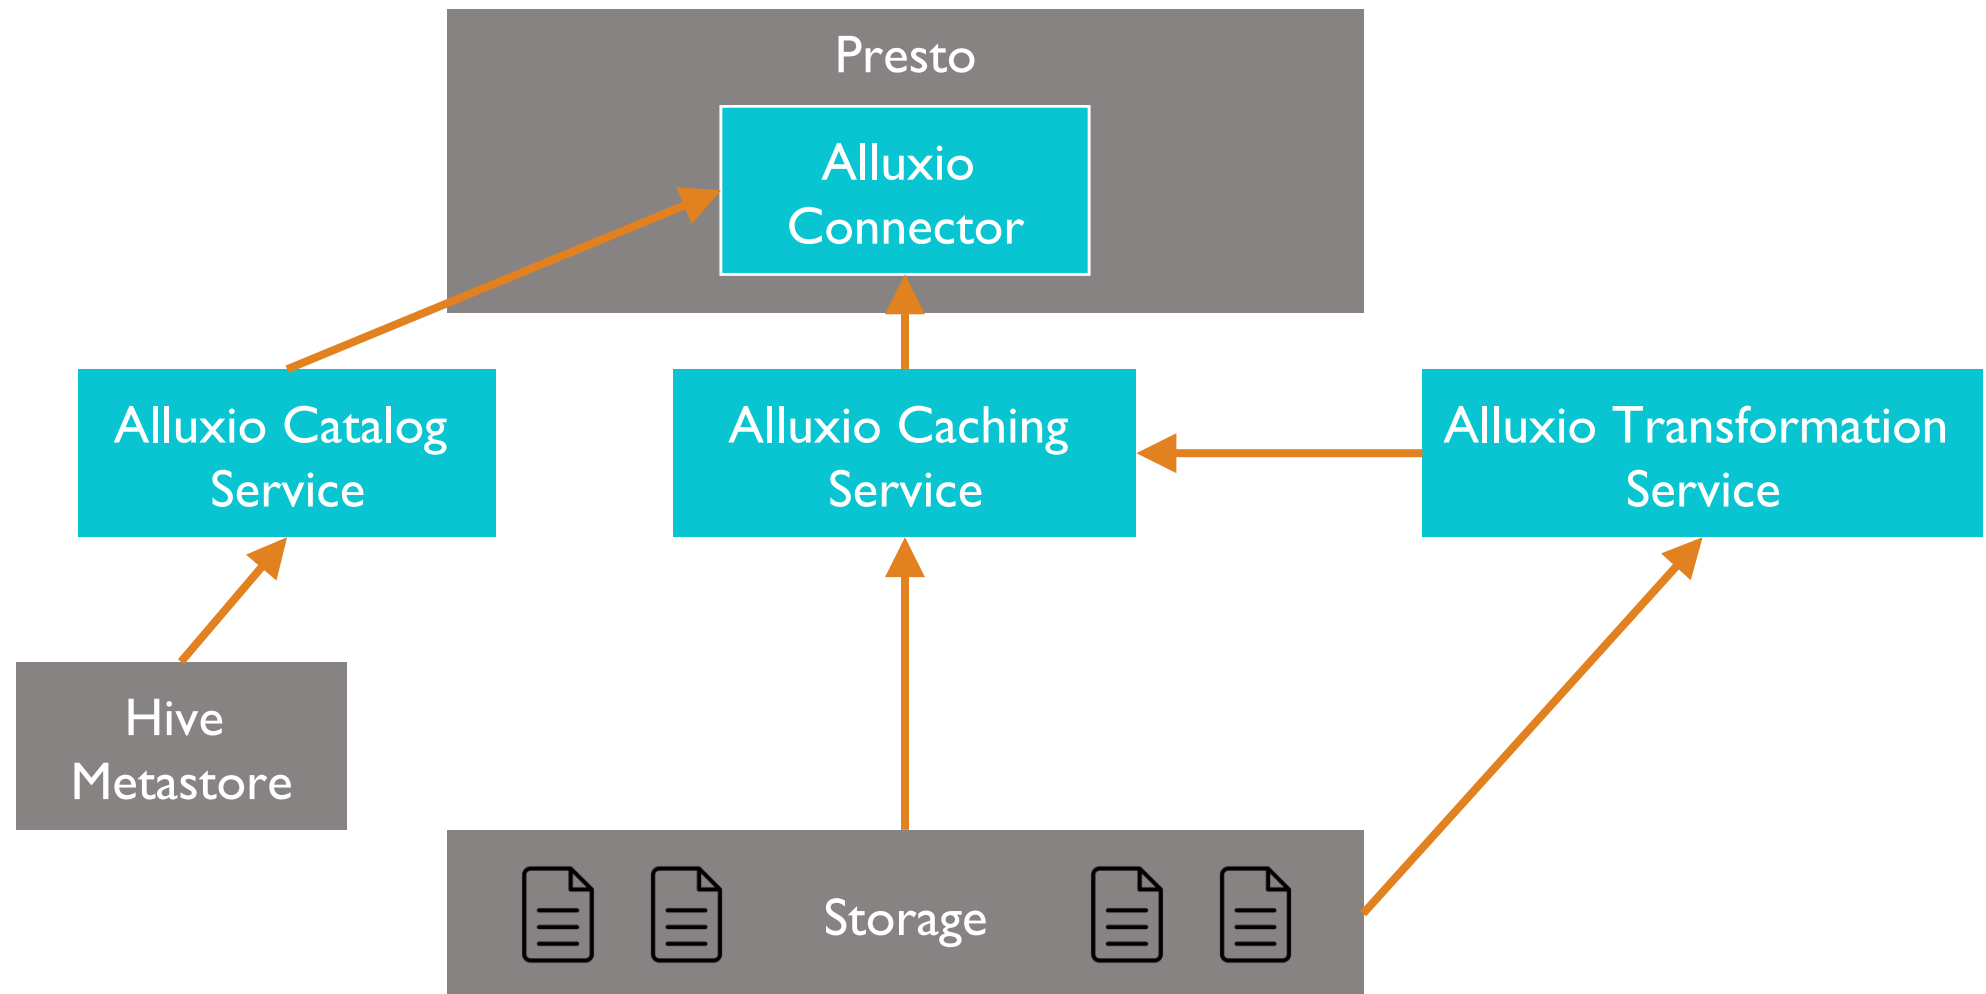 Presto
Alluxio
Connector
Alluxio Catalog
Service
Alluxio Caching
Service
Alluxio Transformation
Service
Hive
Metastore
Storage